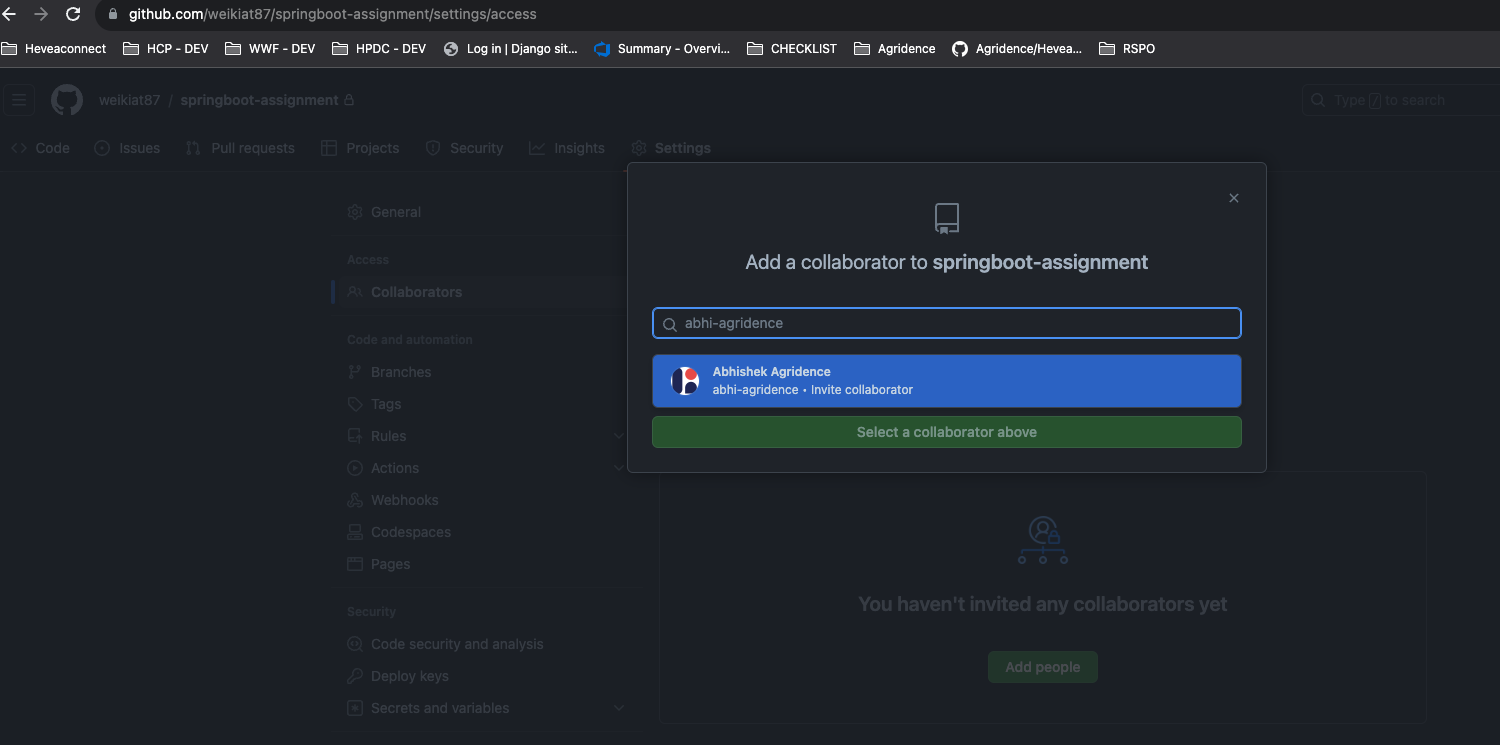 github.com/weikiat87/springboot-assignment/settings/access
Heveaconnect HCP - DEV WWF - DEV HPDC - DEV Log in | Django sit... Summary - Overvi... CHECKLIST Agridence Agridence/Hevea... RSPO
weikiat87 / springboot-assignment
Type / to search
Code Issues Pull requests Projects Security Insights Settings
General
Access
Collaborators
Code and automation
Branches
Tags
Rules
Actions
Webhooks
Codespaces
Pages
Security
Code security and analysis
Deploy keys
Secrets and variables
Add a collaborator to springboot-assignment
abhi-agridence
Abhishek Agridence
abhi-agridence • Invite collaborator
Select a collaborator above
You haven't invited any collaborators yet
Add people